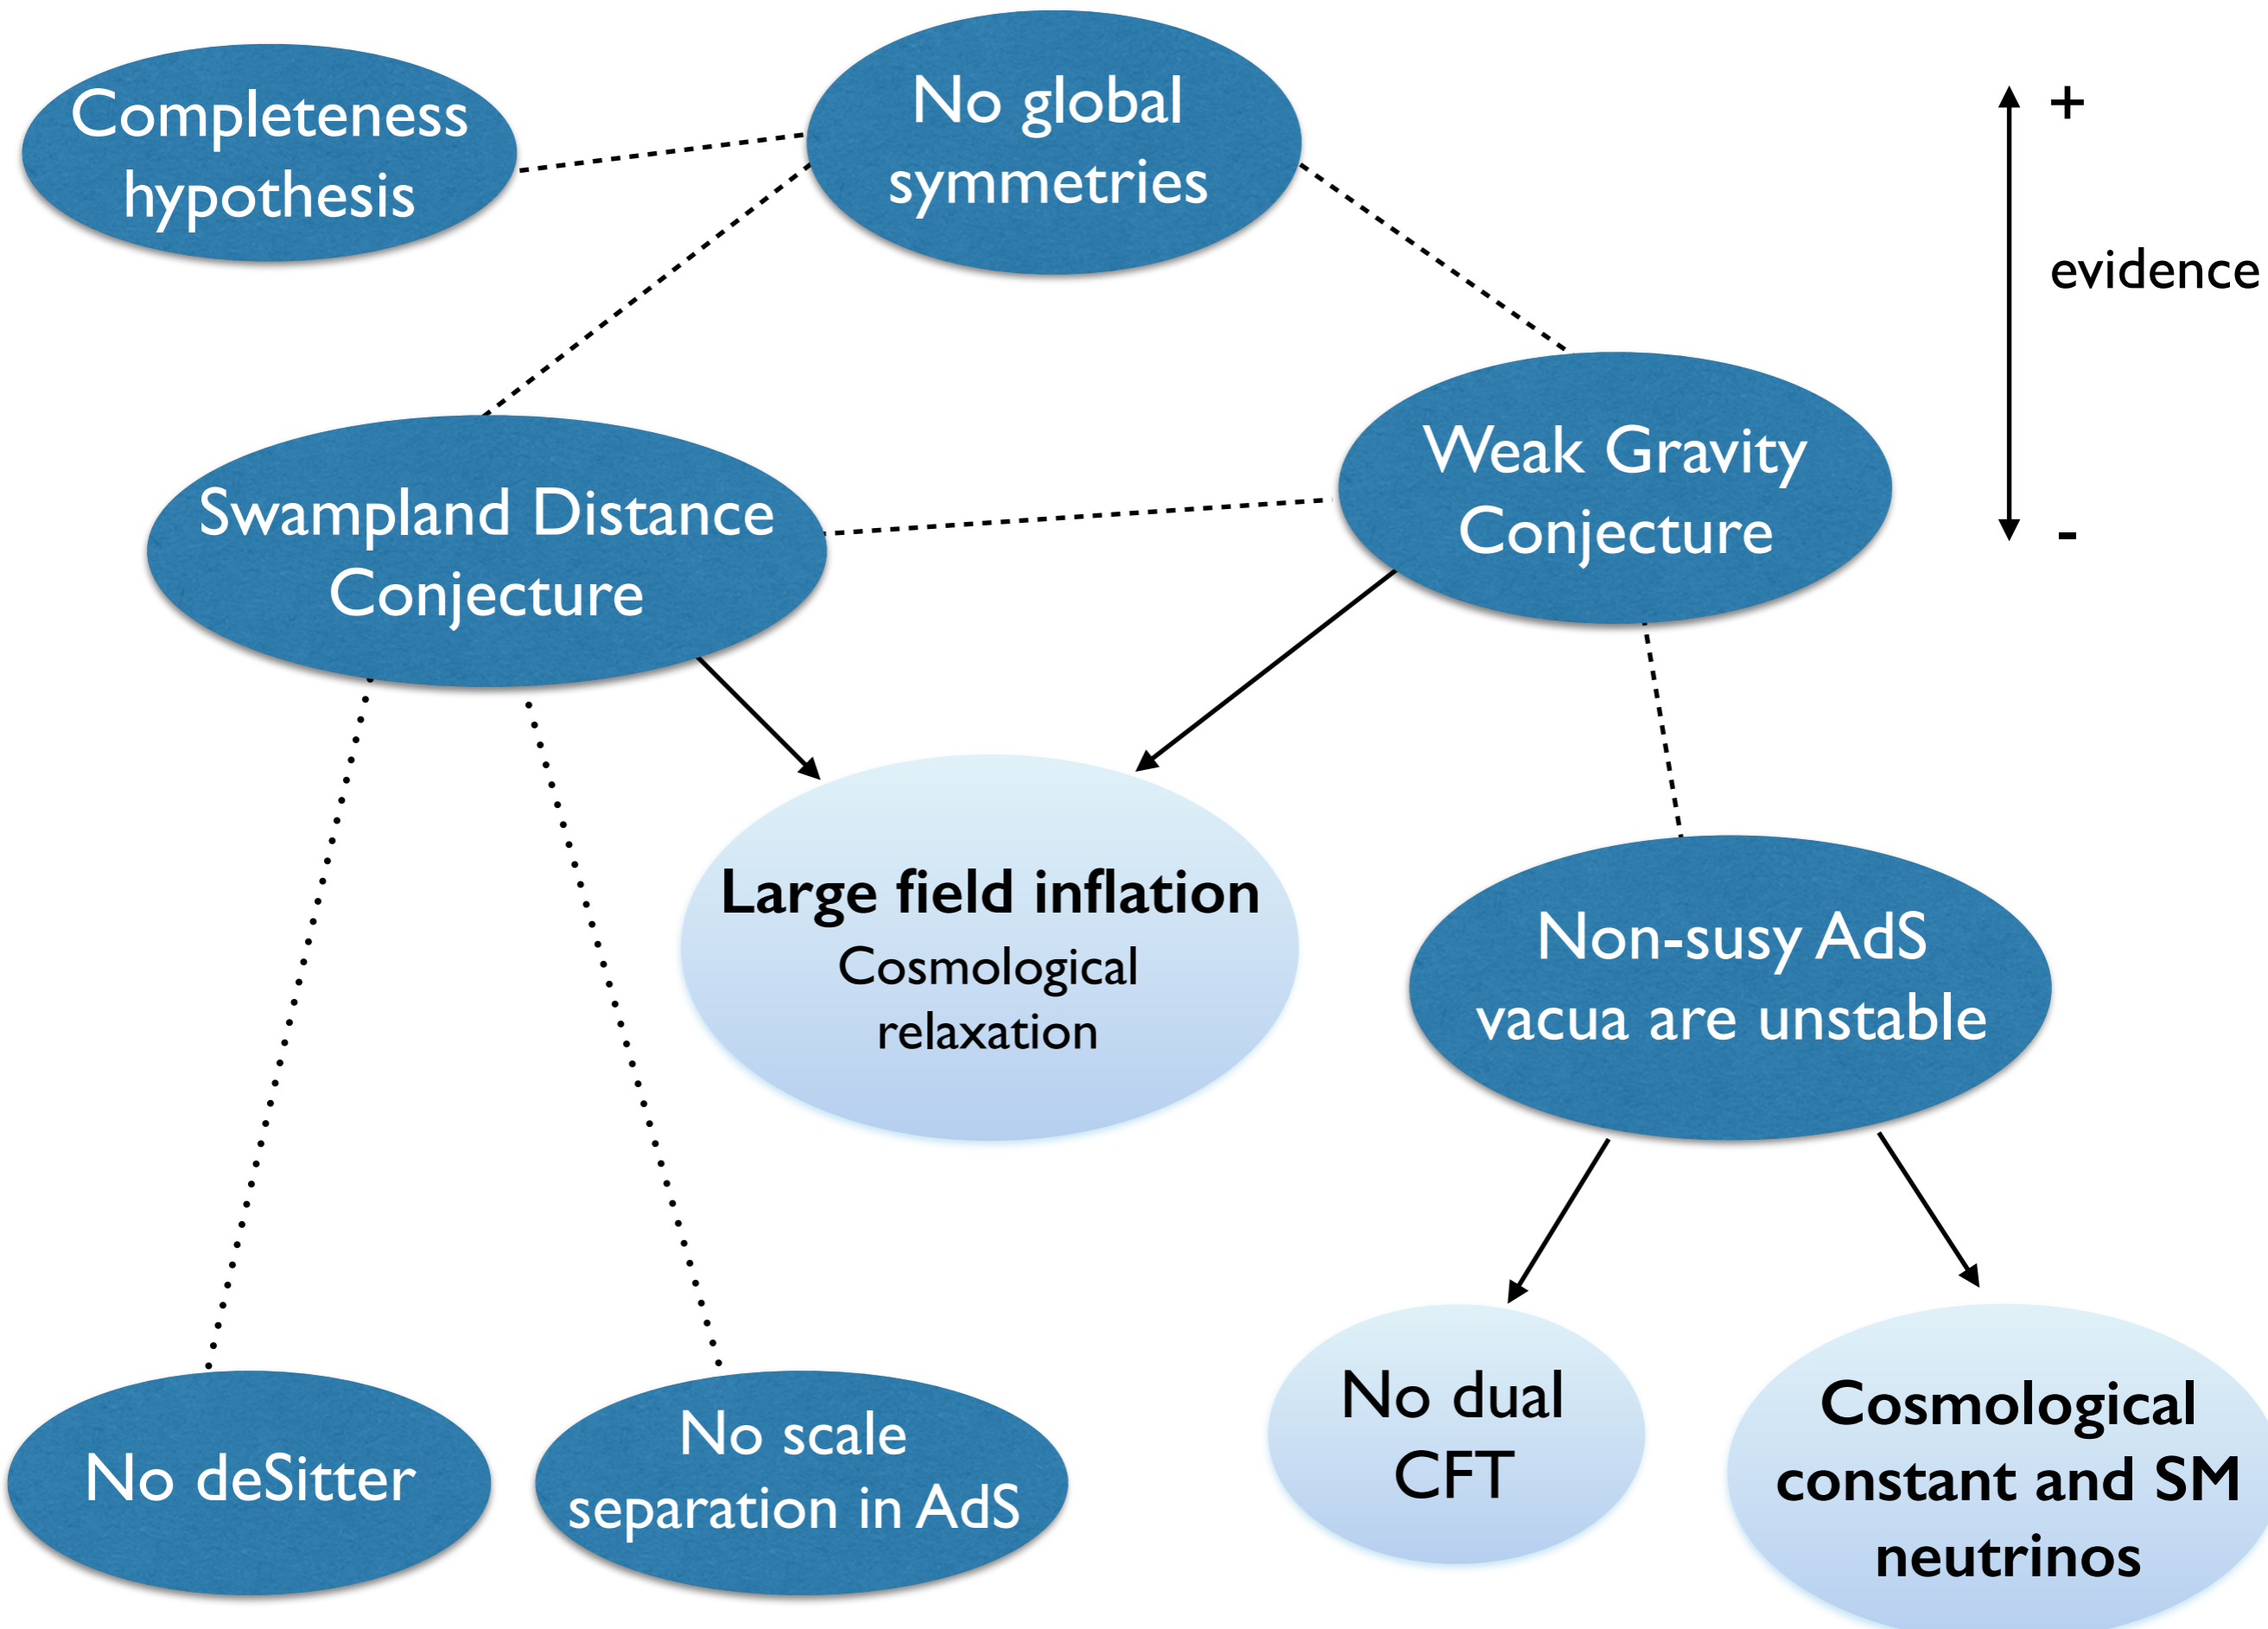 Completeness
hypothesis
No global
symmetries
+
evidence
-
Swampland Distance
Conjecture
Weak Gravity
Conjecture
Large field inflation
Cosmological
relaxation
Non-susy AdS
vacua are unstable
No deSitter
No scale
separation in AdS
No dual
CFT
Cosmological
constant and SM
neutrinos